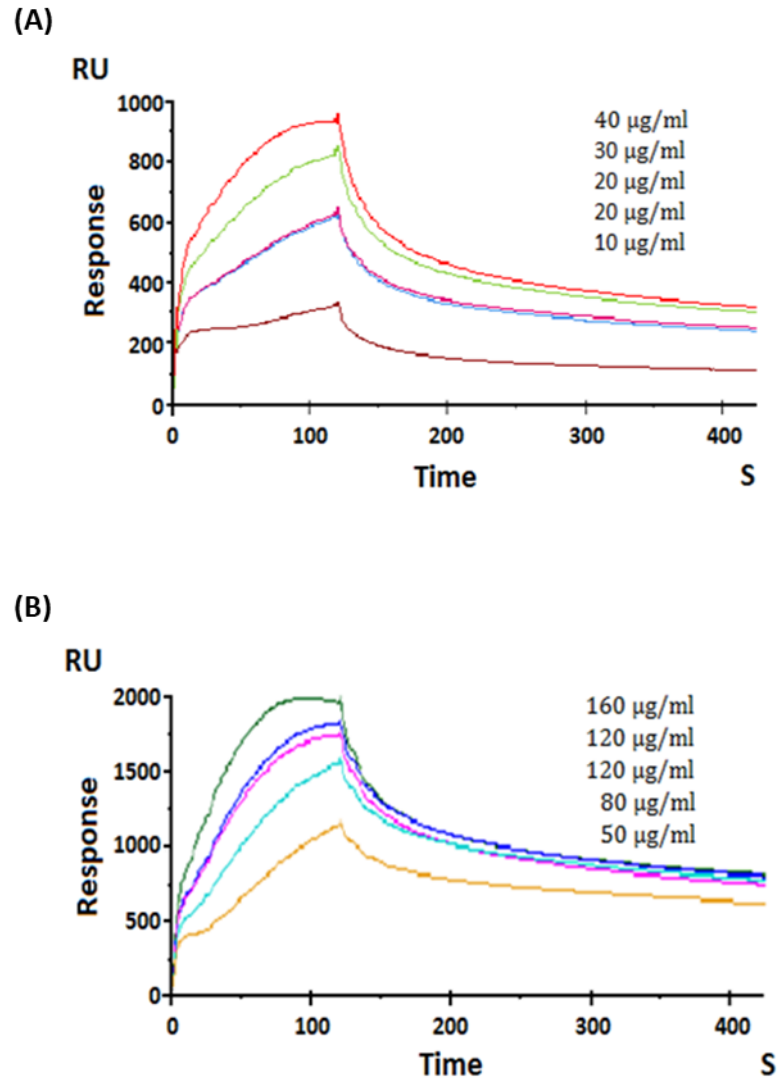 (A)
RU
1000
800
600
400
200
0
Response
40 µg/ml
30 µg/ml
20 µg/ml
20 µg/ml
10 µg/ml
0 100 200 300 400
Time S
(B)
RU
2000
1500
1000
500
0
Response
160 µg/ml
120 µg/ml
120 µg/ml
80 µg/ml
50 µg/ml
0 100 200 300 400
Time S